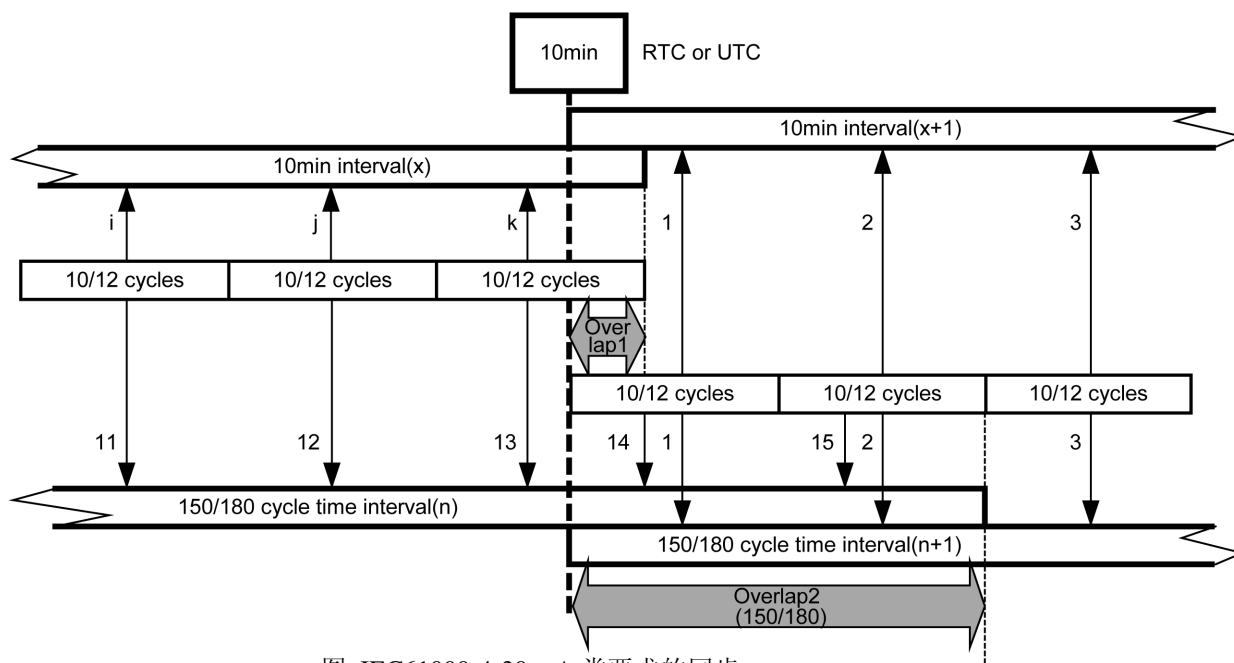 10min RTC or UTC
10min interval(x+1)
10min interval(x)
i j k 1 2 3
10/12 cycles 10/12 cycles 10/12 cycles
Over
lap1
10/12 cycles 10/12 cycles 10/12 cycles
11 12 13 14 1 15 2 3
150/180 cycle time interval(n)
150/180 cycle time interval(n+1)
Overlap2
(150/180)